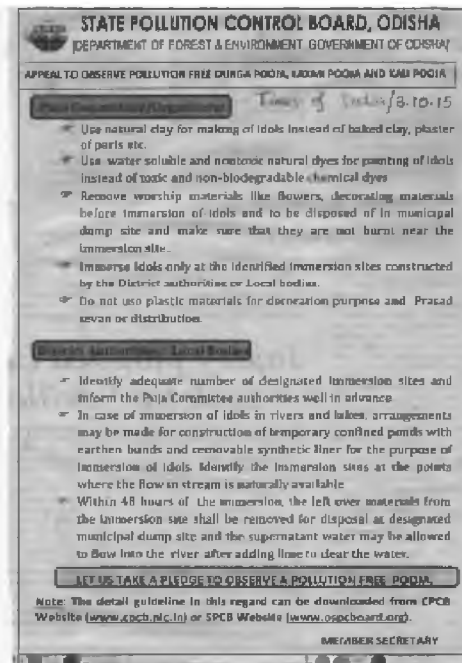 STATE POLLUTION CONTROL BOARD, ODISHA
[DEPARTMENT OF FOREST & ENVIRONMENT GOVERNMENT OF ODISHA]
APPEAL TO OBSERVE POLLUTION FREE DURGA POOJA, LAXMI POOJA AND KALI POOJA
Puja Committees/Organisers
Times of India/3.10.15
☞ Use natural clay for making of idols instead of baked clay, plaster
of paris etc.
☞ Use water soluble and nontoxic natural dyes for painting of idols
instead of toxic and non-biodegradable chemical dyes
☞ Remove worship materials like flowers, decorating materials
before immersion of idols and to be disposed of in municipal
dump site and make sure that they are not burnt near the
immersion site.
☞ Immerse idols only at the identified immersion sites constructed
by the District authorities or Local bodies.
☞ Do not use plastic materials for decoration purpose and Prasad
sevan or distribution.
District Authorities / Local Bodies
☞ Identify adequate number of designated immersion sites and
inform the Puja Committee authorities well in advance
☞ In case of immersion of idols in rivers and lakes, arrangements
may be made for construction of temporary confined ponds with
earthen bunds and removable synthetic liner for the purpose of
immersion of idols. Identify the immersion sites at the points
where the flow in stream is naturally available
☞ Within 48 hours of the immersion, the left over materials from
the immersion site shall be removed for disposal at designated
municipal dump site and the supernatant water may be allowed
to flow into the river after adding lime to clear the water.
LET US TAKE A PLEDGE TO OBSERVE A POLLUTION FREE POOJA.
Note: The detail guideline in this regard can be downloaded from CPCB
Website (www.cpcb.nic.in) or SPCB Website (www.ospcboard.org).
MEMBER SECRETARY